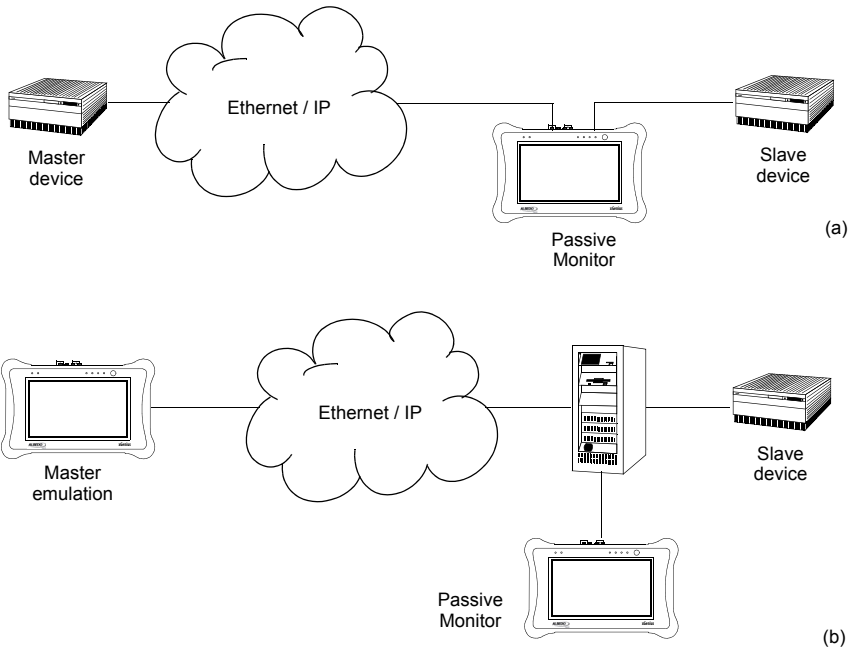 Ethernet / IP
Master
device
Slave
device
Passive
Monitor
(a)
Ethernet / IP
Master
emulation
Slave
device
Passive
Monitor
(b)